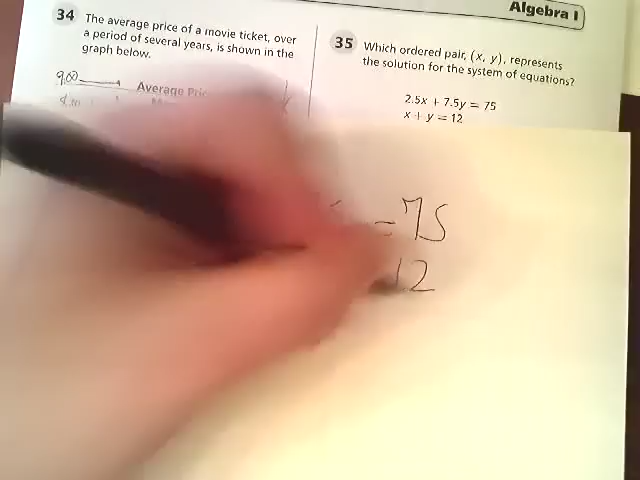 Algebra I
34 The average price of a movie ticket, over
a period of several years, is shown in the
graph below.
9.00
Average
35 Which ordered pair, (x, y), represents
the solution for the system of equations?
2.5x + 7.5y = 75
x + y = 12
=75
12